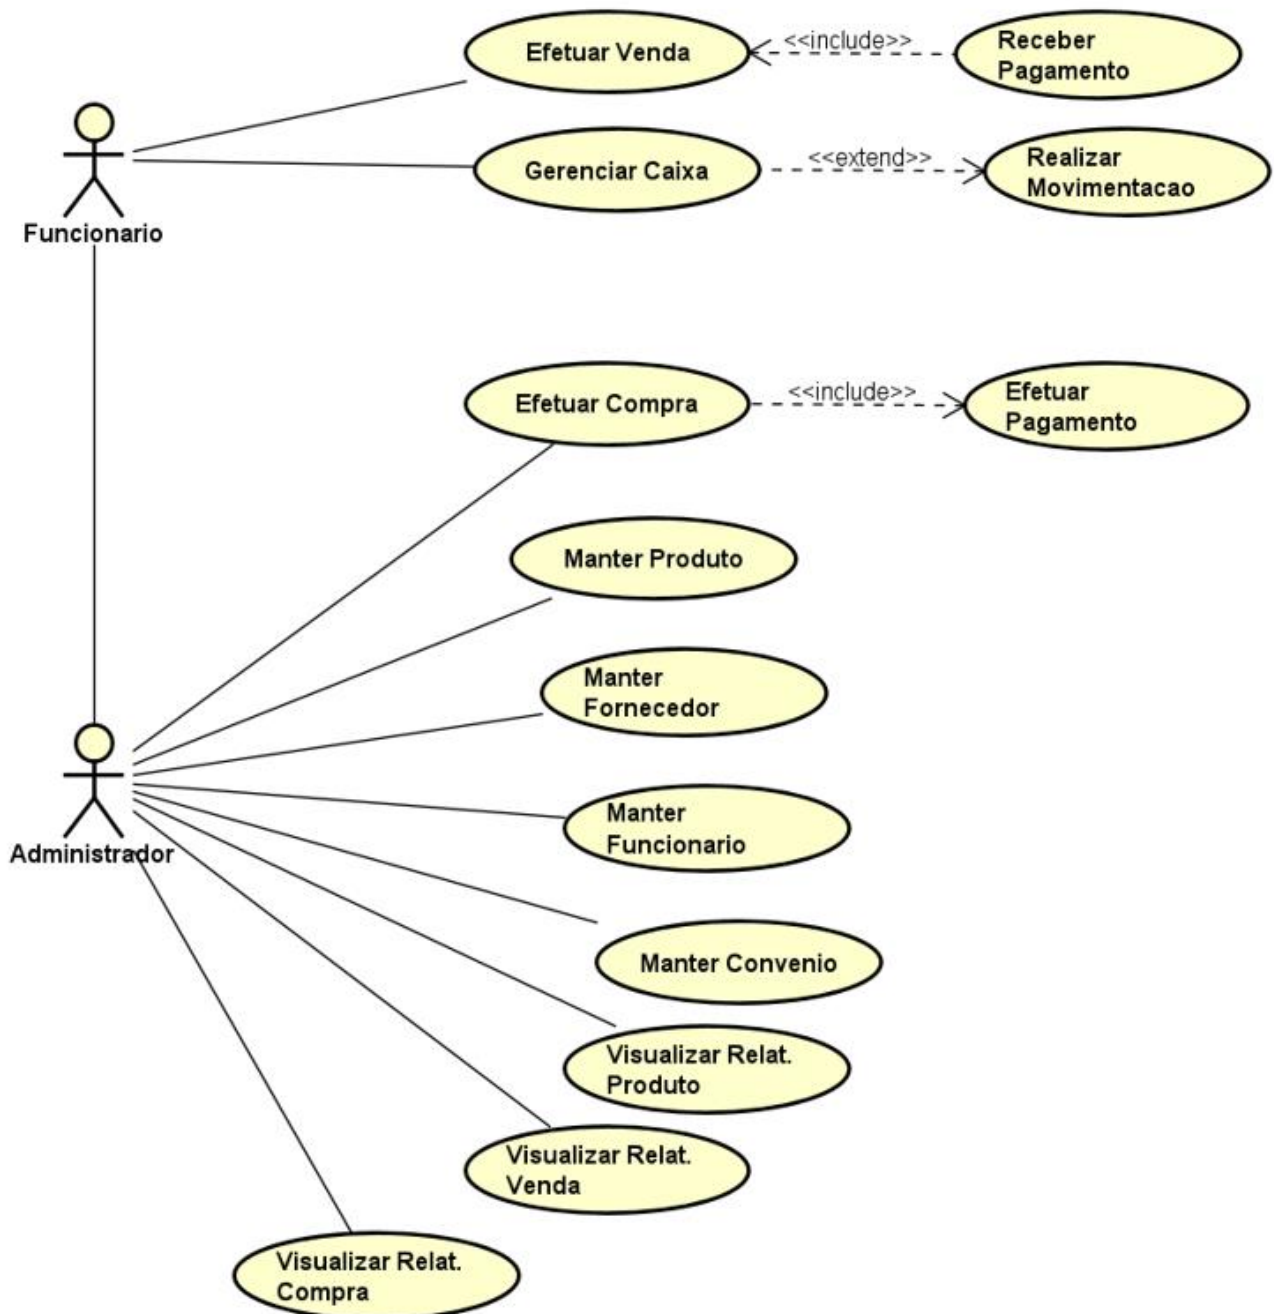 Efetuar Venda
<<include>>
Receber
Pagamento
Gerenciar Caixa
<<extend>>
Realizar
Movimentacao
Funcionario
Efetuar Compra
<<include>>
Efetuar
Pagamento
Manter Produto
Manter
Fornecedor
Manter
Funcionario
Administrador
Manter Convenio
Visualizar Relat.
Produto
Visualizar Relat.
Venda
Visualizar Relat.
Compra